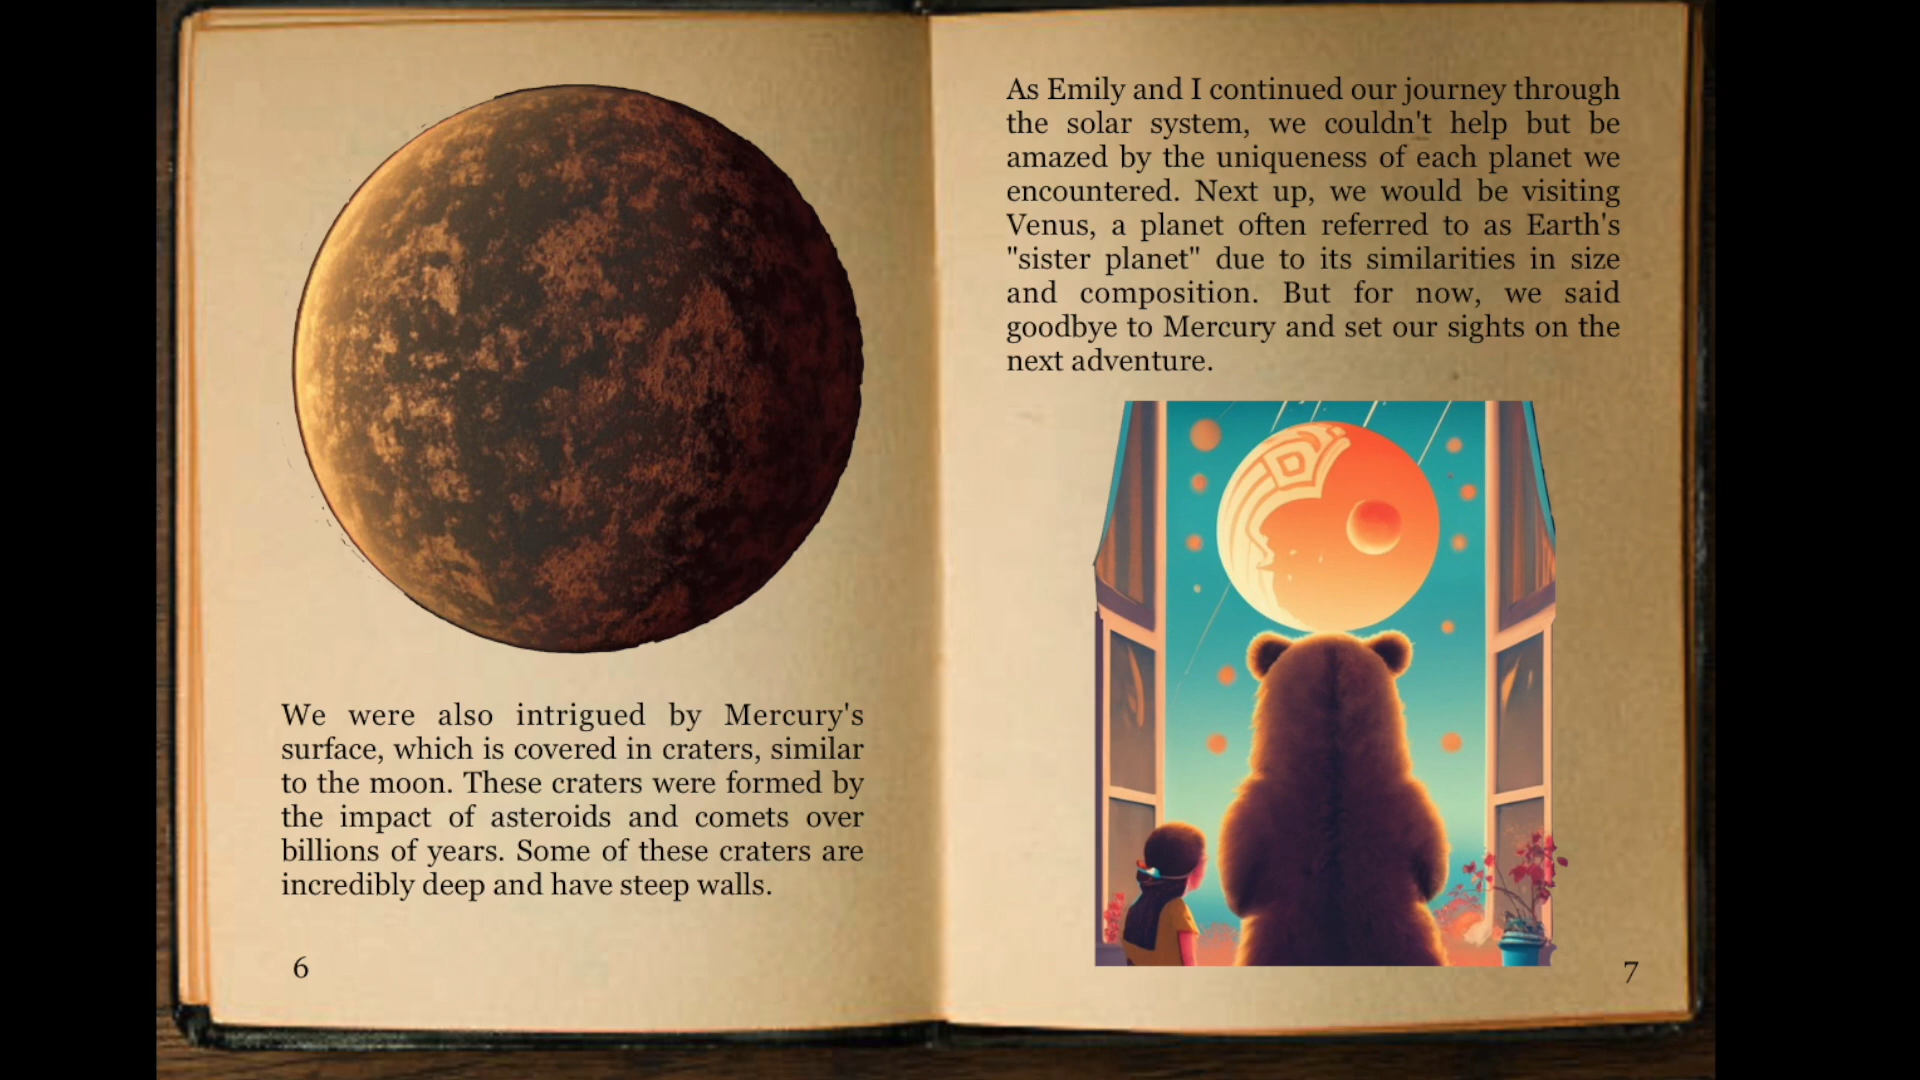 We were also intrigued by Mercury's
surface, which is covered in craters, similar
to the moon. These craters were formed by
the impact of asteroids and comets over
billions of years. Some of these craters are
incredibly deep and have steep walls.
6
As Emily and I continued our journey through
the solar system, we couldn't help but be
amazed by the uniqueness of each planet we
encountered. Next up, we would be visiting
Venus, a planet often referred to as Earth's
"sister planet" due to its similarities in size
and composition. But for now, we said
goodbye to Mercury and set our sights on the
next adventure.
7